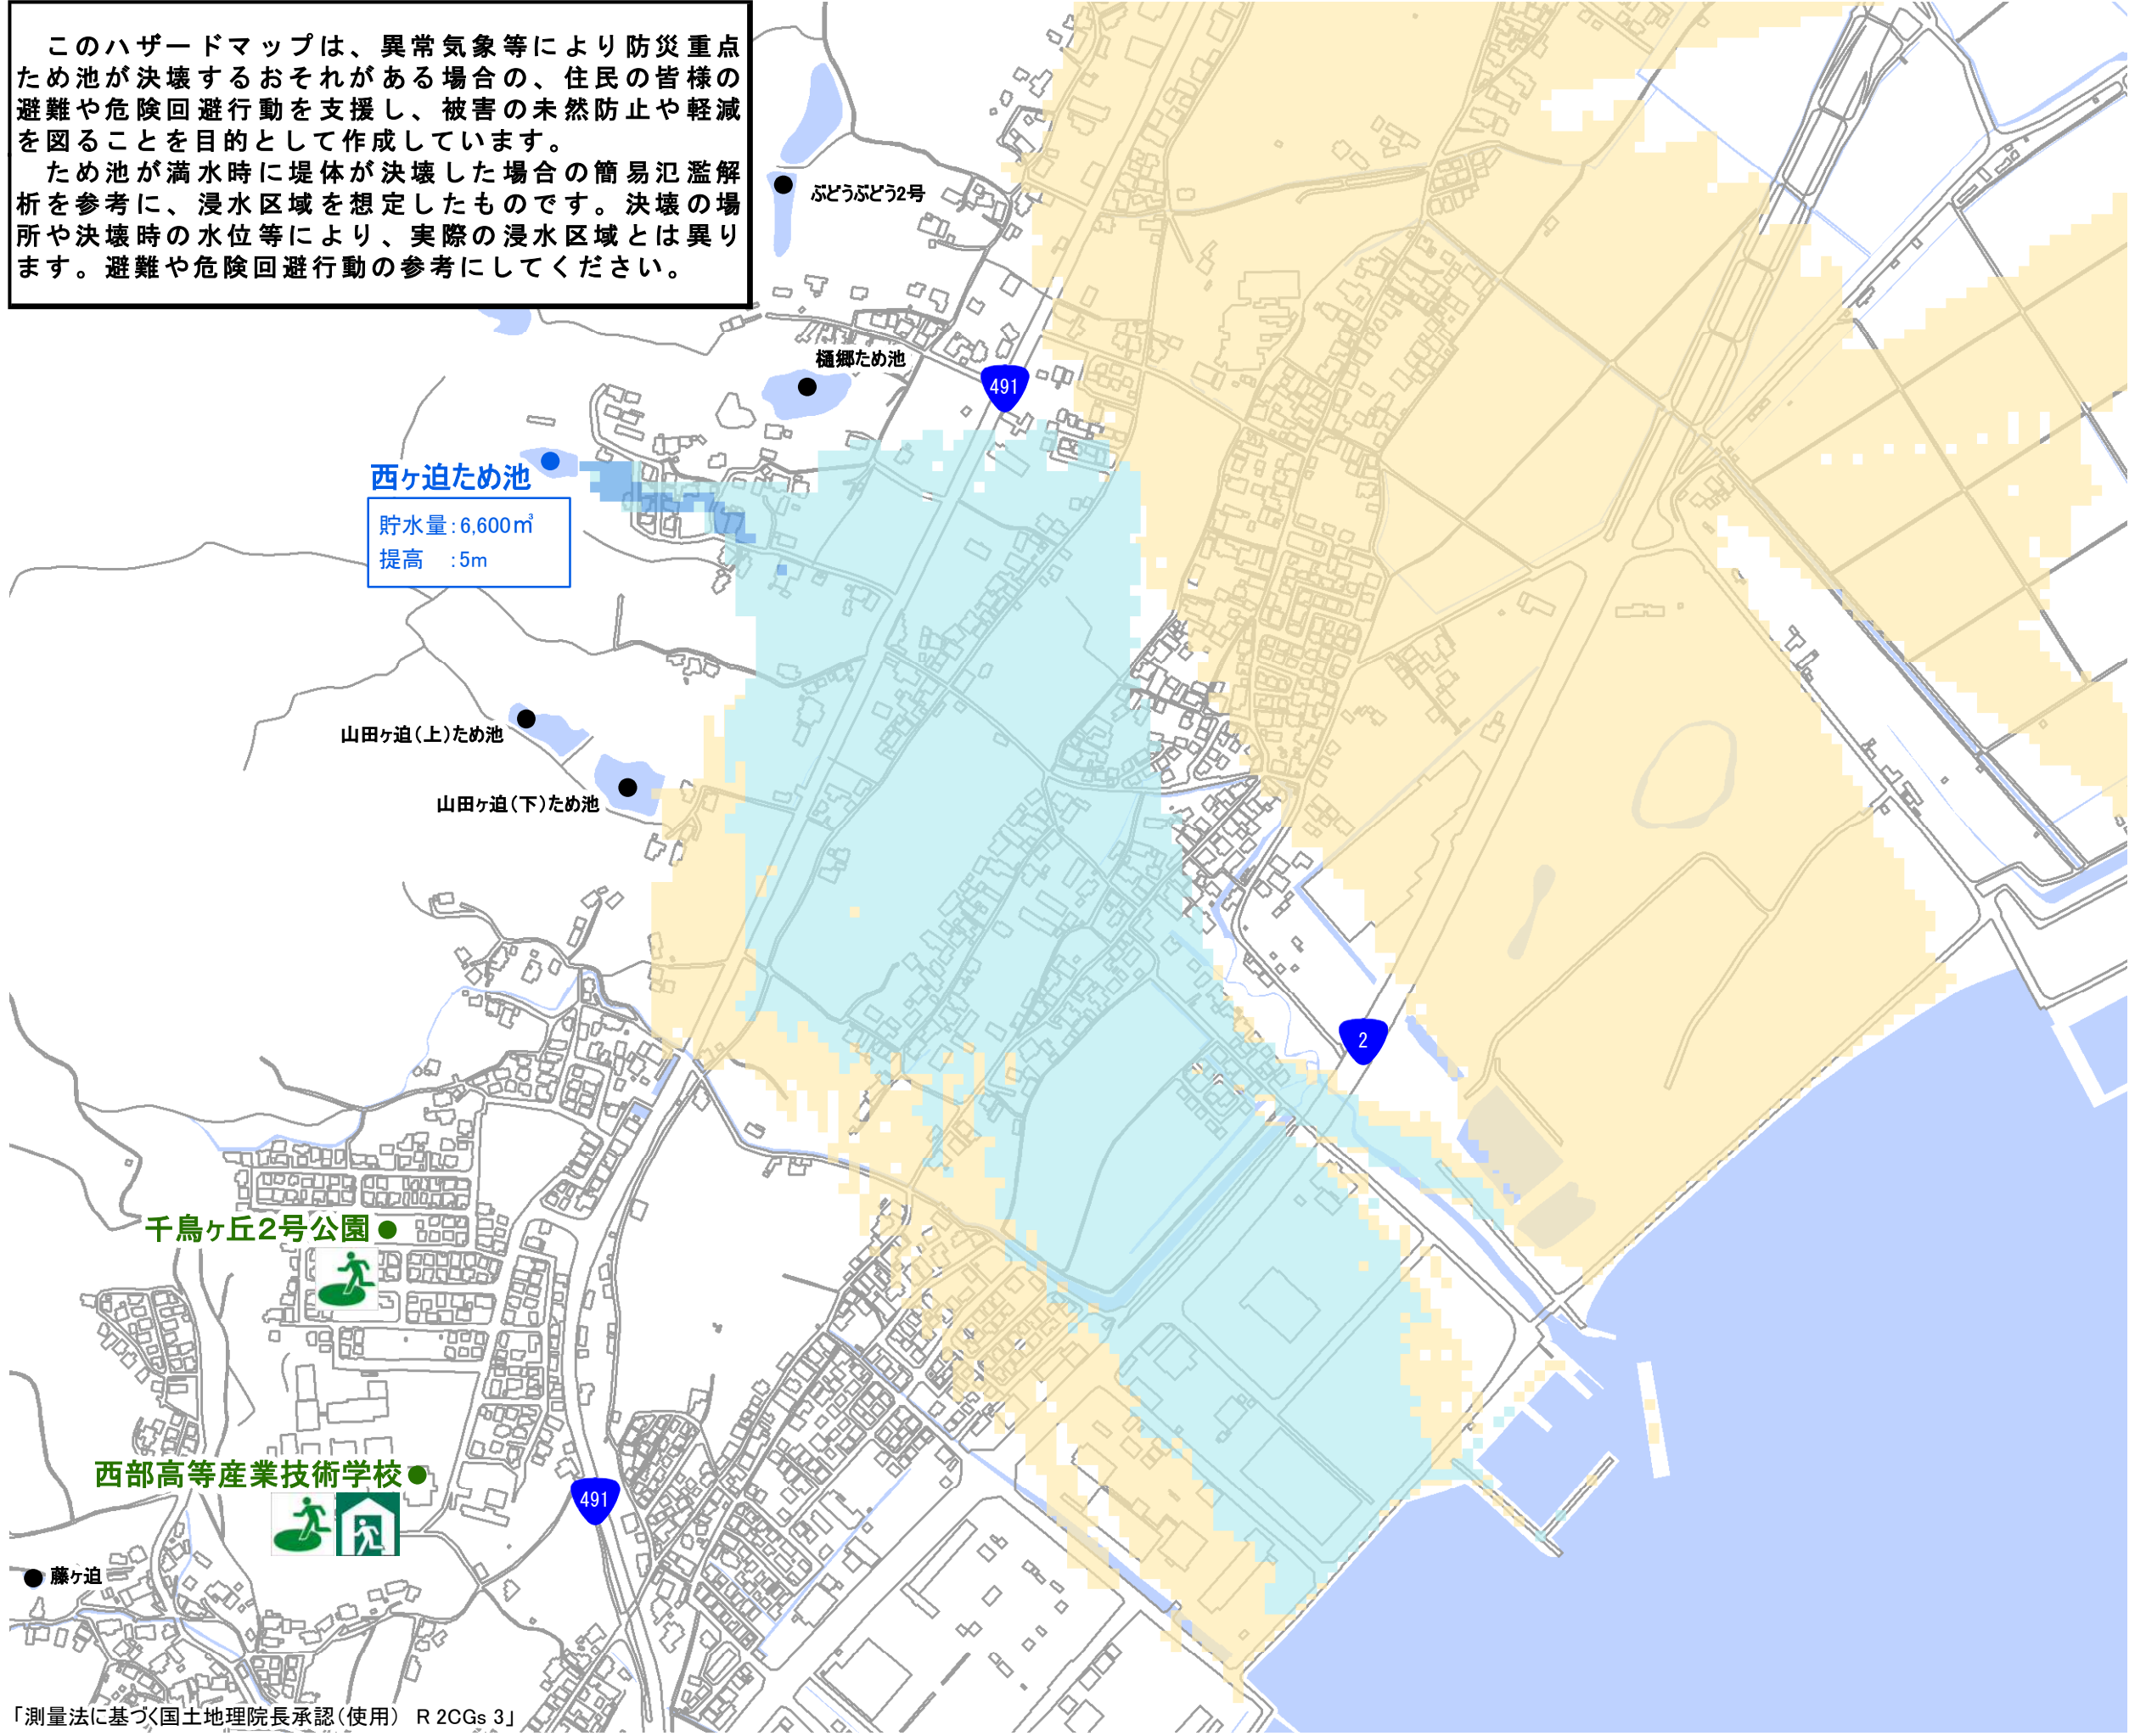 このハザードマップは、異常気象等により防災重点
ため池が決壊するおそれがある場合の、住民の皆様の
避難や危険回避行動を支援し、被害の未然防止や軽減
を図ることを目的として作成しています。
ため池が満水時に堤体が決壊した場合の簡易氾濫解
析を参考に、浸水区域を想定したものです。決壊の場
所や決壊時の水位等により、実際の浸水区域とは異り
ます。避難や危険回避行動の参考にしてください。
ぶどうぶどう2号
樋郷ため池
491
西ヶ迫ため池
貯水量:6,600㎥
提高 :5m
山田ヶ迫(上)ため池
山田ヶ迫(下)ため池
2
千鳥ヶ丘2号公園
西部高等産業技術学校
491
藤ヶ迫
「測量法に基づく国土地理院長承認(使用) R 2CGs 3」